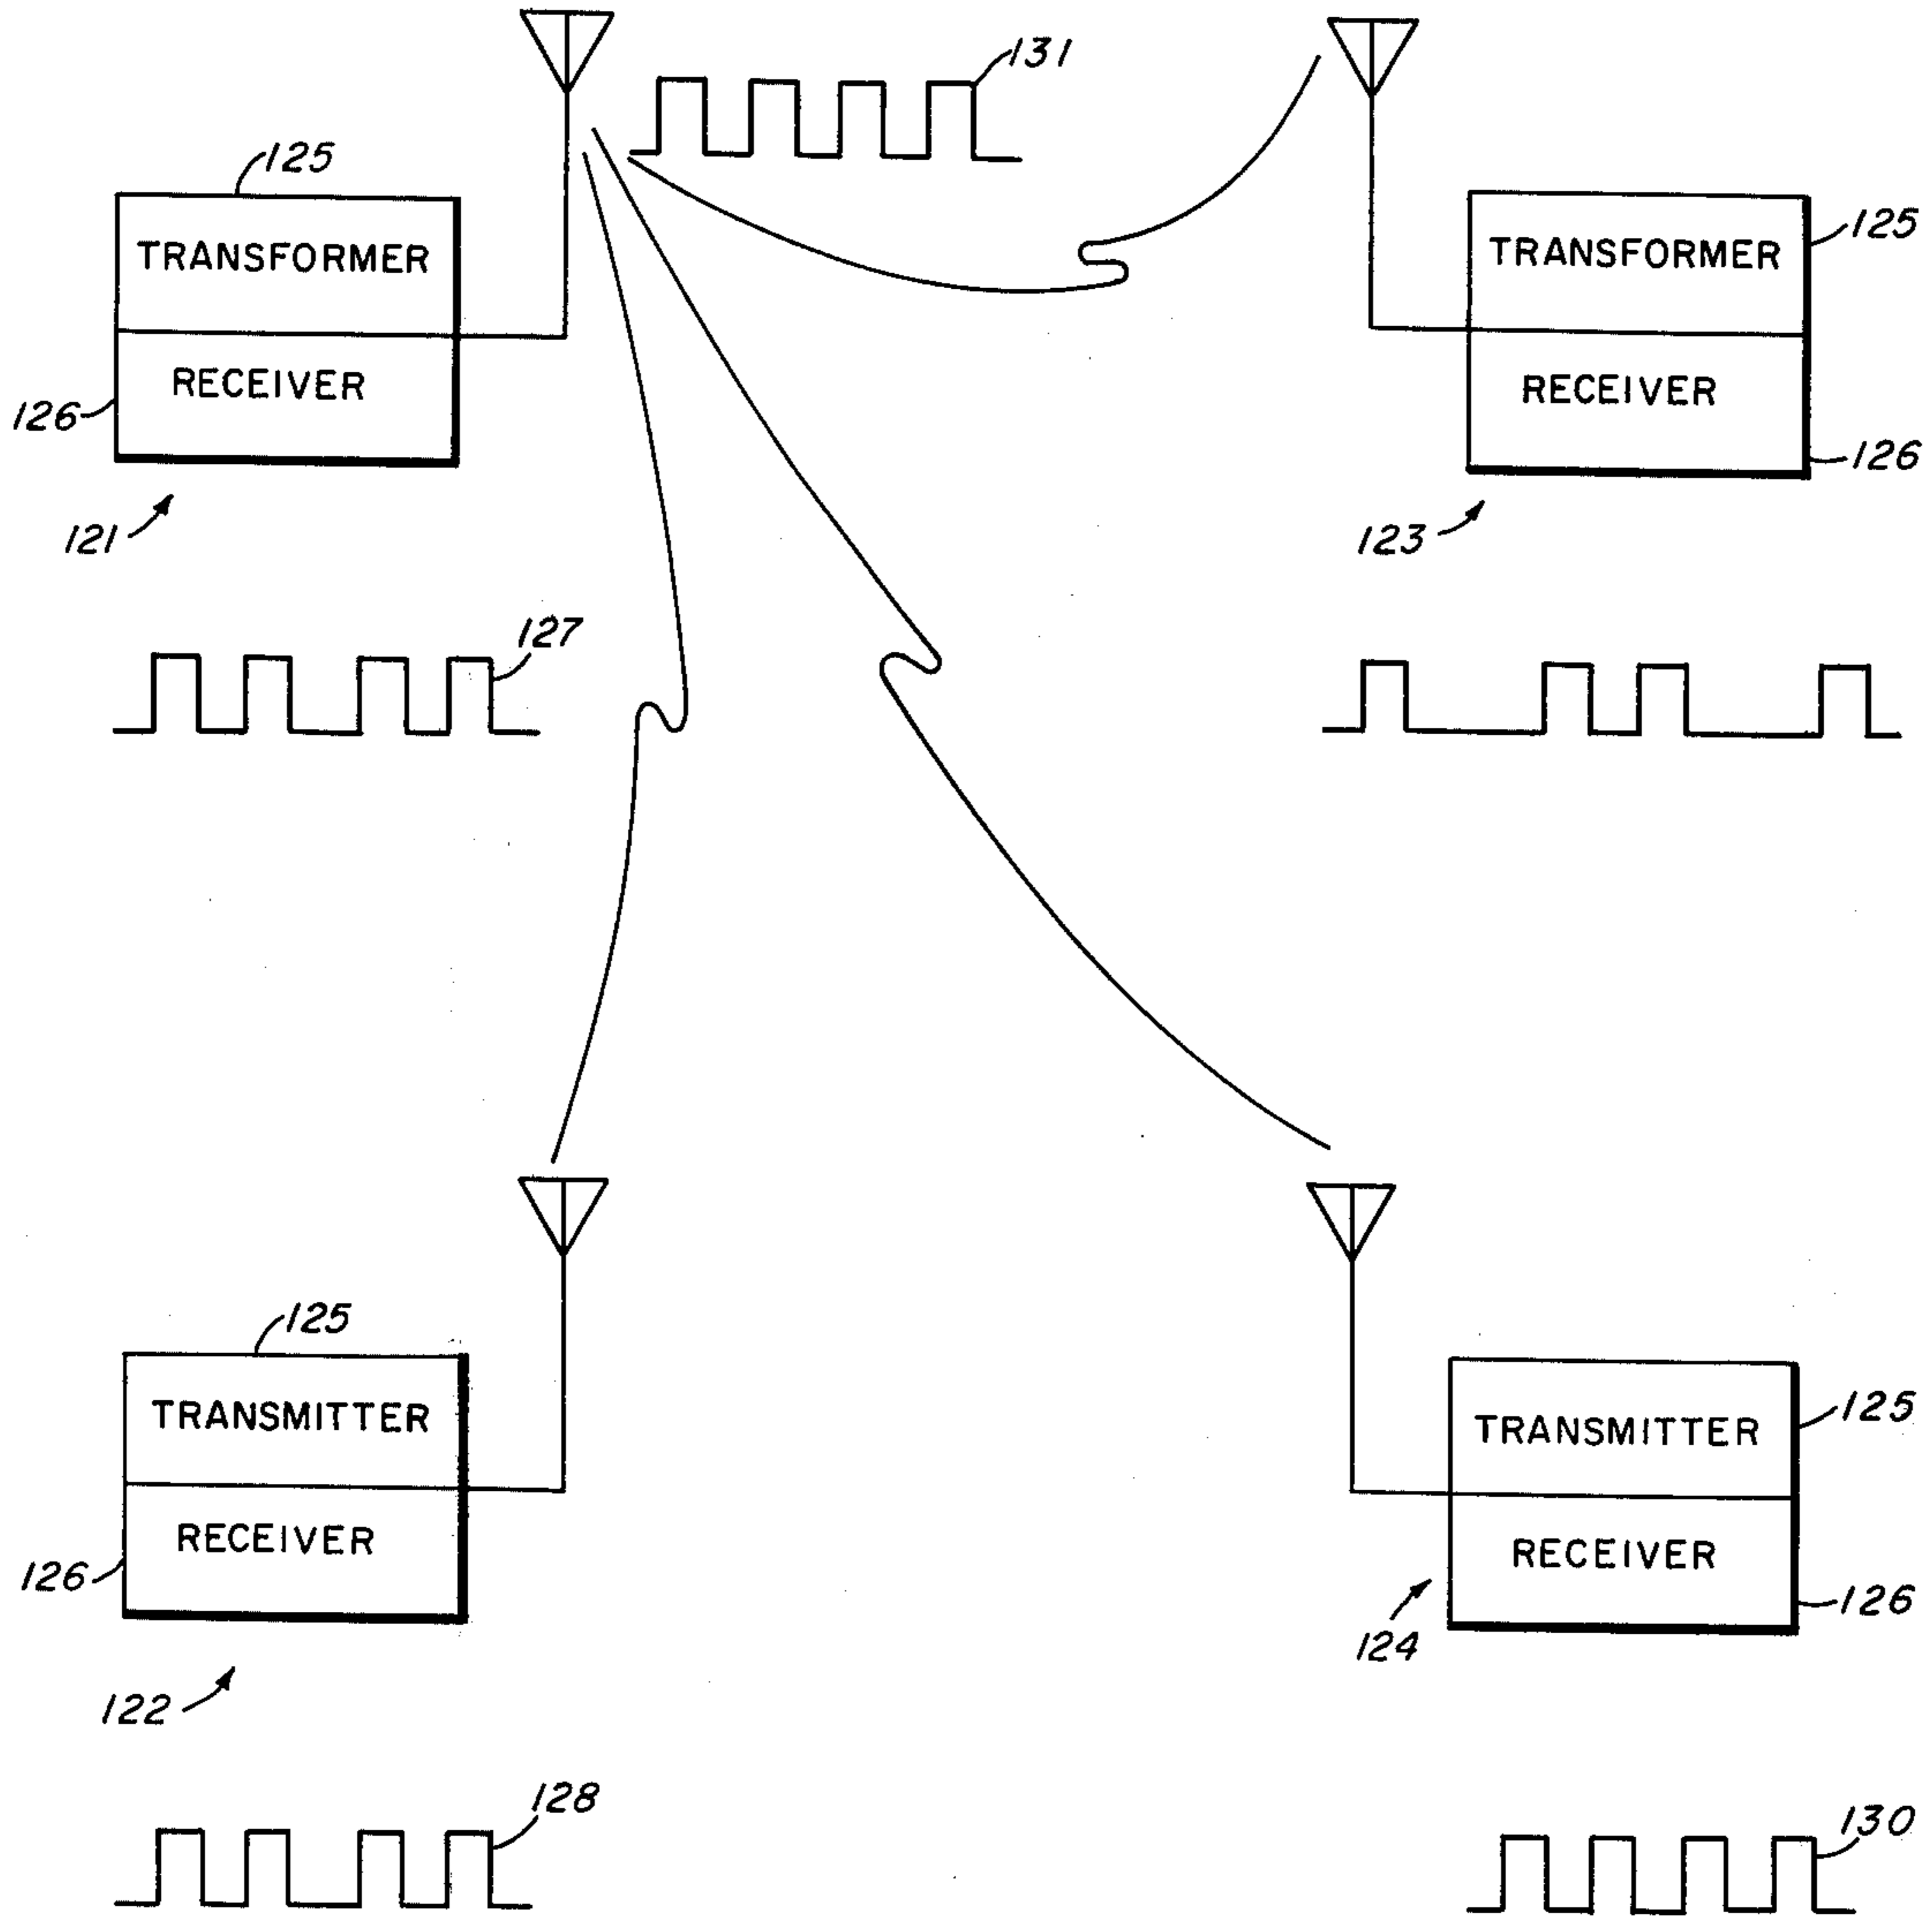 131
125
TRANSFORMER
RECEIVER
126
121
125
TRANSFORMER
RECEIVER
126
123
127
125
TRANSMITTER
RECEIVER
126
122
125
TRANSMITTER
RECEIVER
126
124
128
130